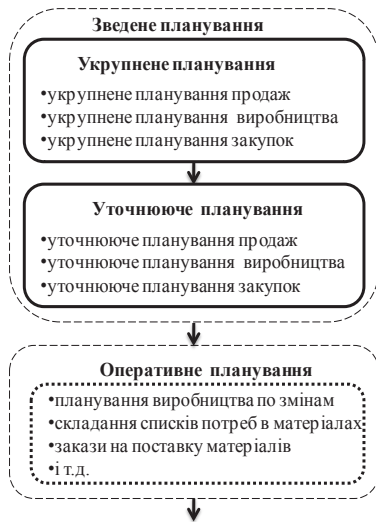 Зведене планування
Укрупнене планування
•укрупнене планування продаж
•укрупнене планування виробництва
•укрупнене планування закупок
Уточнююче планування
•уточнююче планування продаж
•уточнююче планування виробництва
•уточнююче планування закупок
Оперативне планування
•планування виробництва по змінам
•складання списків потреб в матеріалах
•закази на поставку матеріалів
•і т.д.